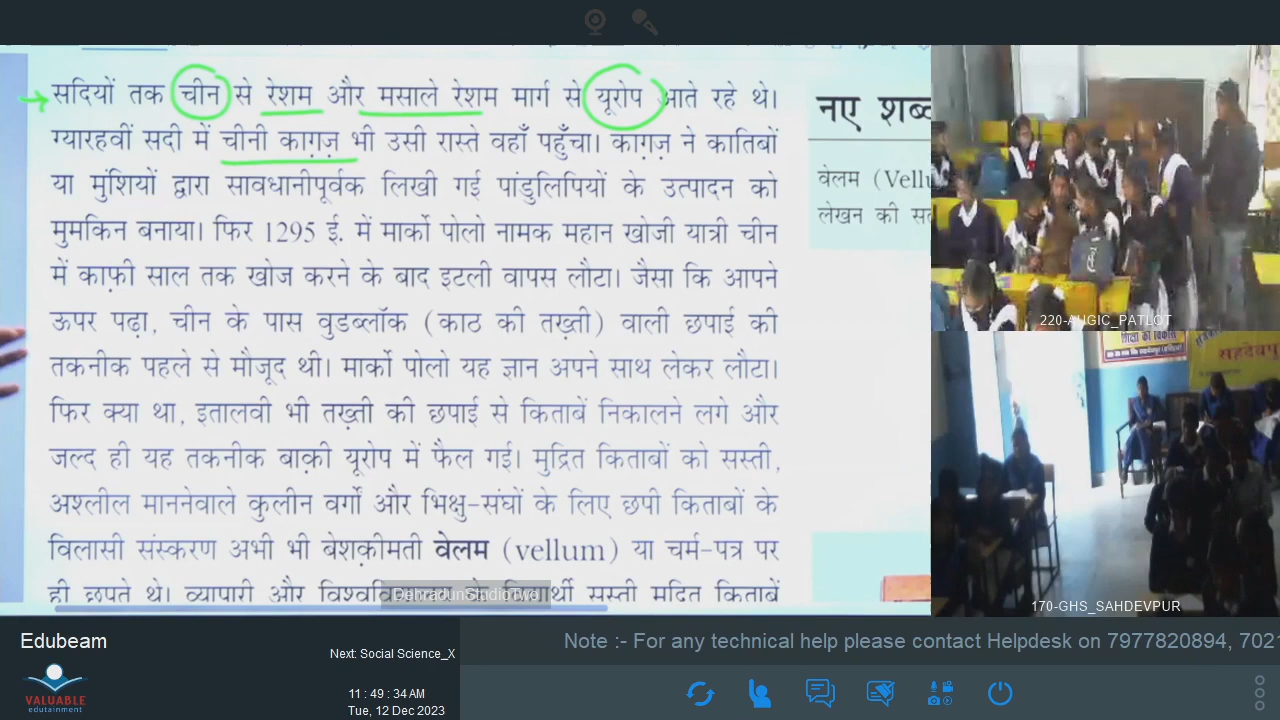 सदियों तक चीन से रेशम और मसाले रेशम मार्ग से यूरोप आते रहे थे।
ग्यारहवीं सदी में चीनी काग़ज़ भी उसी रास्ते वहाँ पहुँचा। काग़ज़ ने कातिबों
या मुंशियों द्वारा सावधानीपूर्वक लिखी गई पांडुलिपियों के उत्पादन को
मुमकिन बनाया। फिर 1295 ई. में मार्को पोलो नामक महान खोजी यात्री चीन
में काफ़ी साल तक खोज करने के बाद इटली वापस लौटा। जैसा कि आपने
ऊपर पढ़ा, चीन के पास वुडब्लॉक (काठ की तख़्ती) वाली छपाई की
तकनीक पहले से मौजूद थी। मार्को पोलो यह ज्ञान अपने साथ लेकर लौटा।
फिर क्या था, इतालवी भी तख़्ती की छपाई से किताबें निकालने लगे और
जल्द ही यह तकनीक बाक़ी यूरोप में फैल गई। मुद्रित किताबों को सस्ती,
अश्लील माननेवाले कुलीन वर्गों और भिक्षु-संघों के लिए छपी किताबों के
विलासी संस्करण अभी भी बेशक़ीमती वेलम (vellum) या चर्म-पत्र पर
ही छपते थे। व्यापारी और के सस्ती मुद्रित किताबें
DehradunStudioTwo
नए
वेलम
लेखन की
220-AUGIC_PATLOT
170-GHS_SAHDEVPUR
Edubeam
VALUABLE
edutainment
Next: Social Science_X
11 : 49 : 34 AM
Tue, 12 Dec 2023
Note :- For any technical help please contact Helpdesk on 7977820894, 702